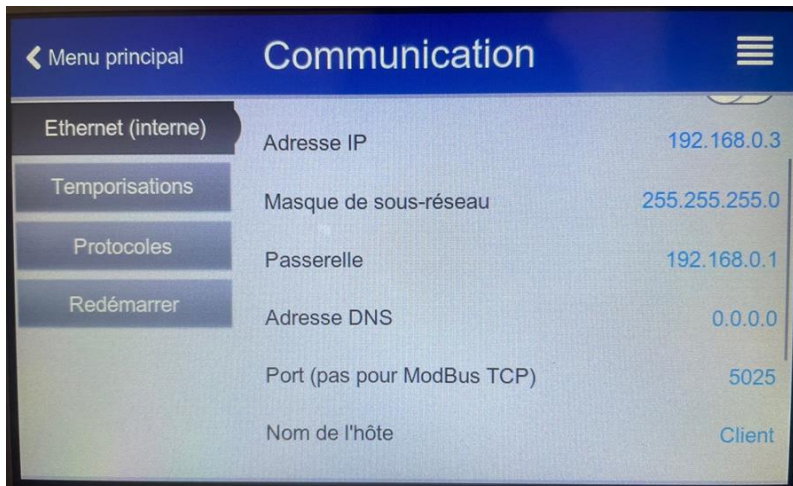 Menu principal
Communication
Ethernet (interne)
Temporisations
Protocoles
Redémarrer
Adresse IP 192.168.0.3
Masque de sous-réseau 255.255.255.0
Passerelle 192.168.0.1
Adresse DNS 0.0.0.0
Port (pas pour ModBus TCP) 5025
Nom de l'hôte Client